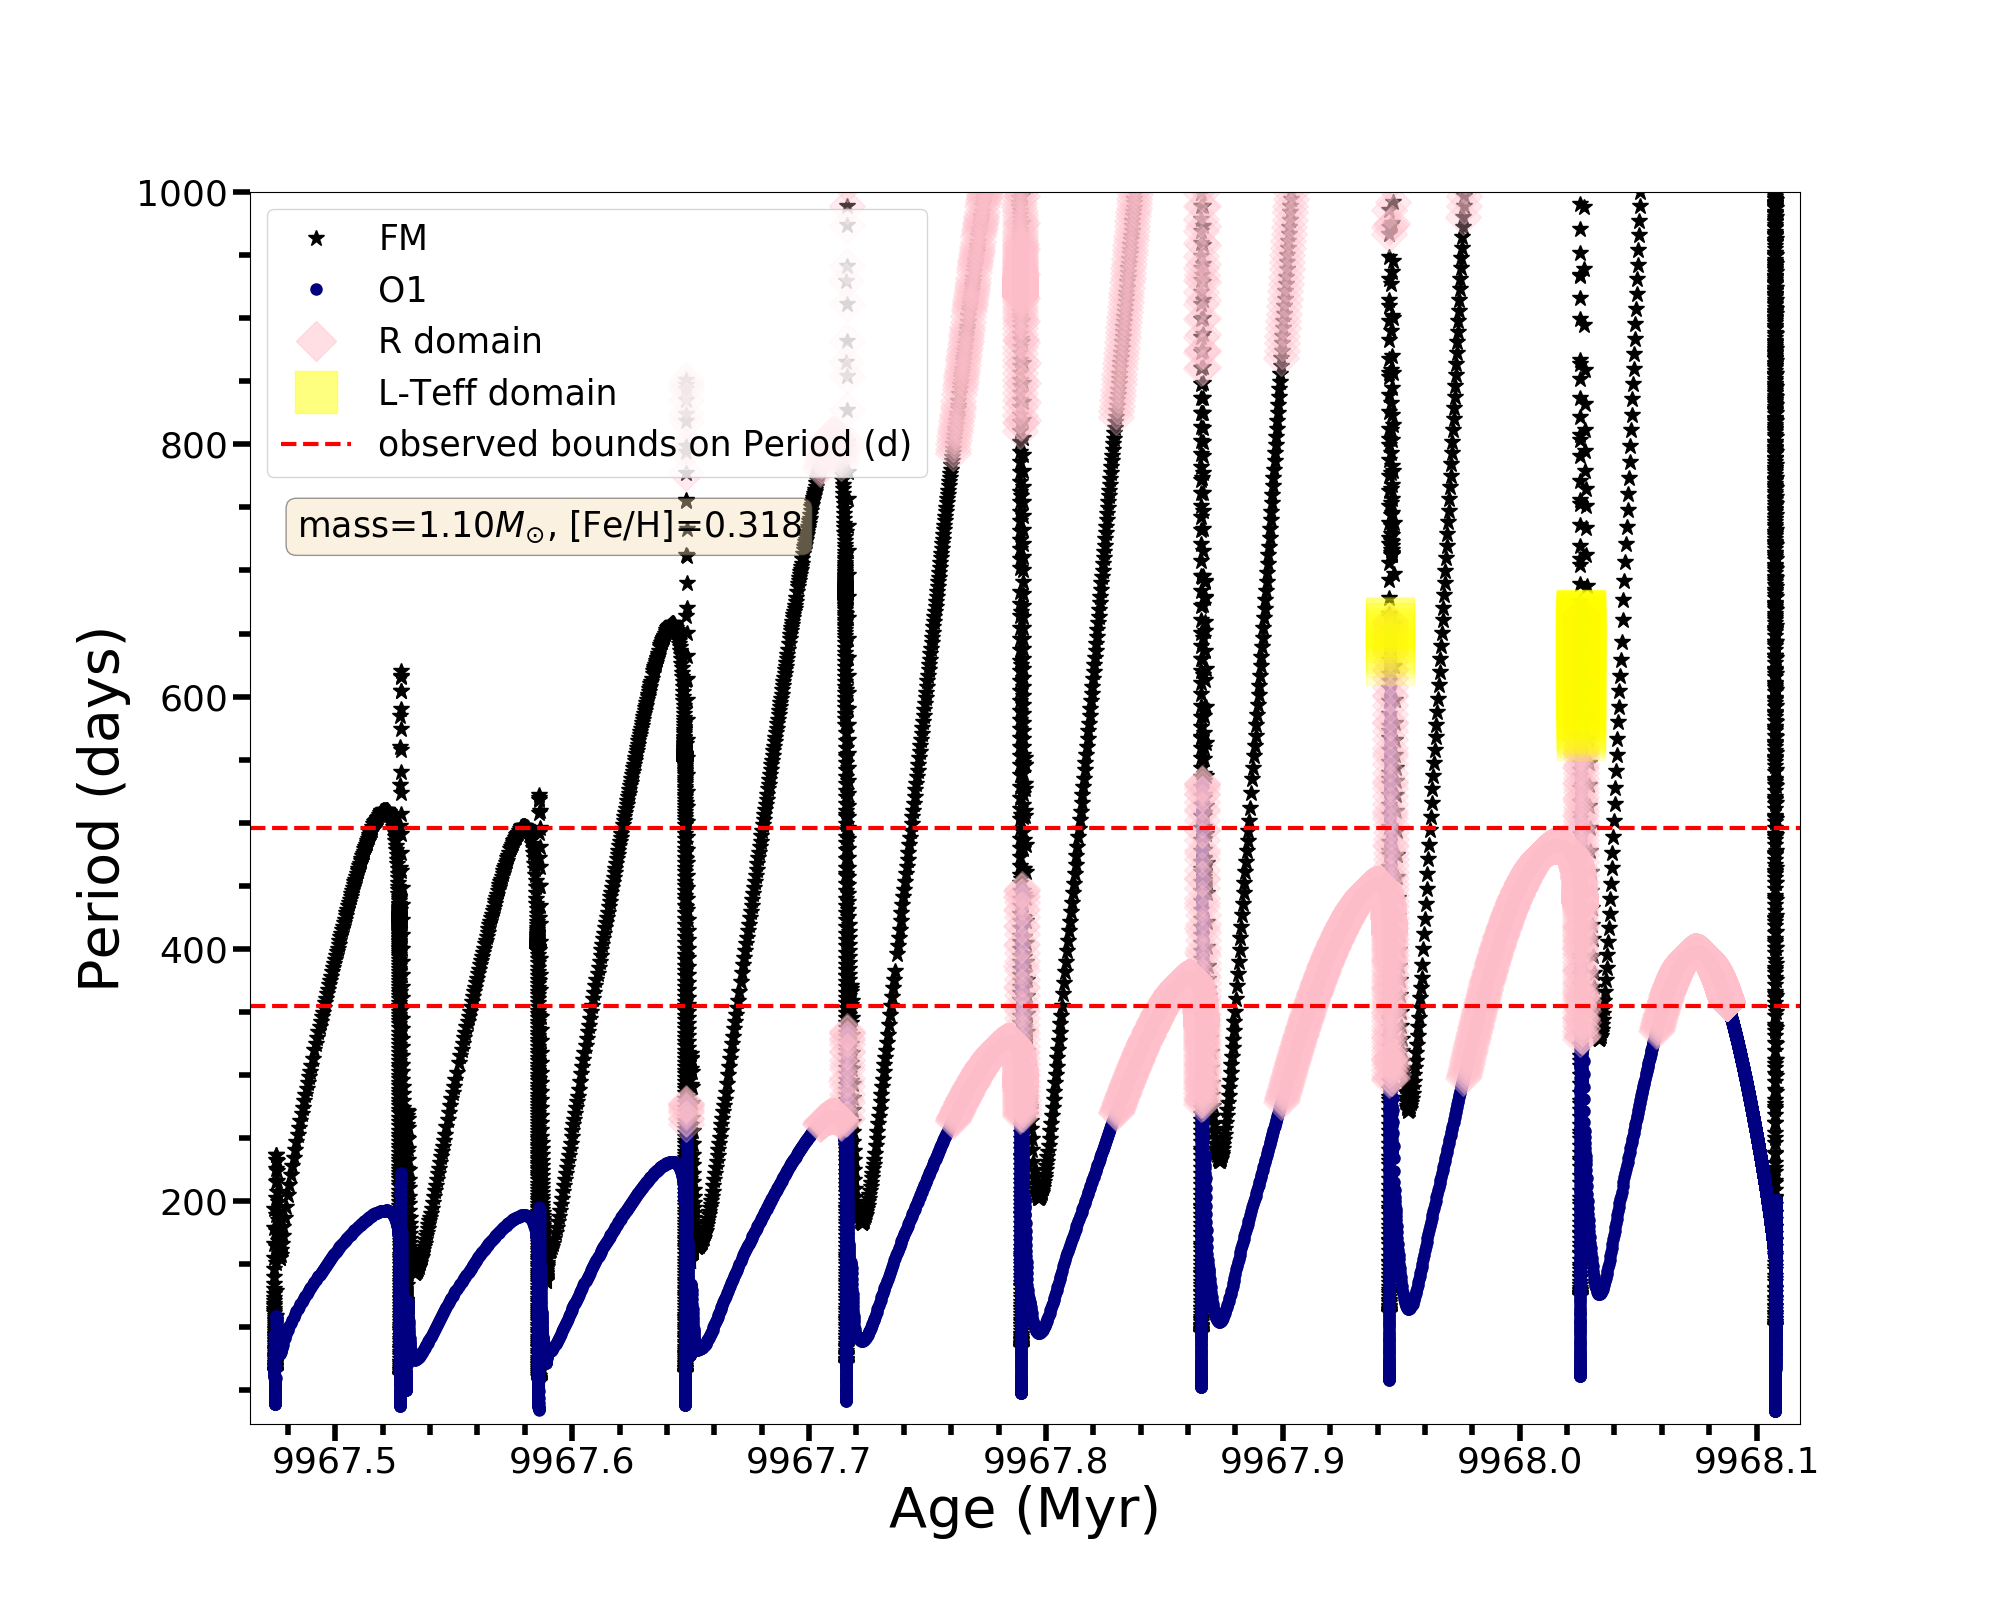 1000
800
600
400
200
Period (days)
FM
O1
R domain
L-Teff domain
observed bounds on Period (d)
mass=1.10M☉, [Fe/H]=0.318
9967.5 9967.6 9967.7 9967.8 9967.9 9968.0 9968.1
Age (Myr)